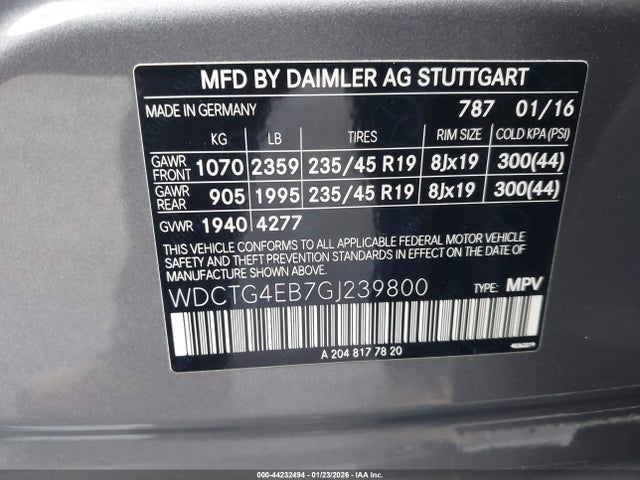 MFD BY DAIMLER AG STUTTGART
MADE IN GERMANY 787 01/16
KG LB TIRES RIM SIZE COLD KPA(PSI)
GAWR FRONT 1070 2359 235/45 R19 8Jx19 300(44)
GAWR REAR 905 1995 235/45 R19 8Jx19 300(44)
GVWR 1940 4277
THIS VEHICLE CONFORMS TO ALL APPLICABLE FEDERAL MOTOR VEHICLE
SAFETY AND THEFT PREVENTION STANDARDS IN EFFECT ON THE DATE OF
MANUFACTURE SHOWN ABOVE.
WDCTG4EB7GJ239800 TYPE: MPV
A 204 817 78 20
000-44232494 - 01/23/2026 - IAA Inc.